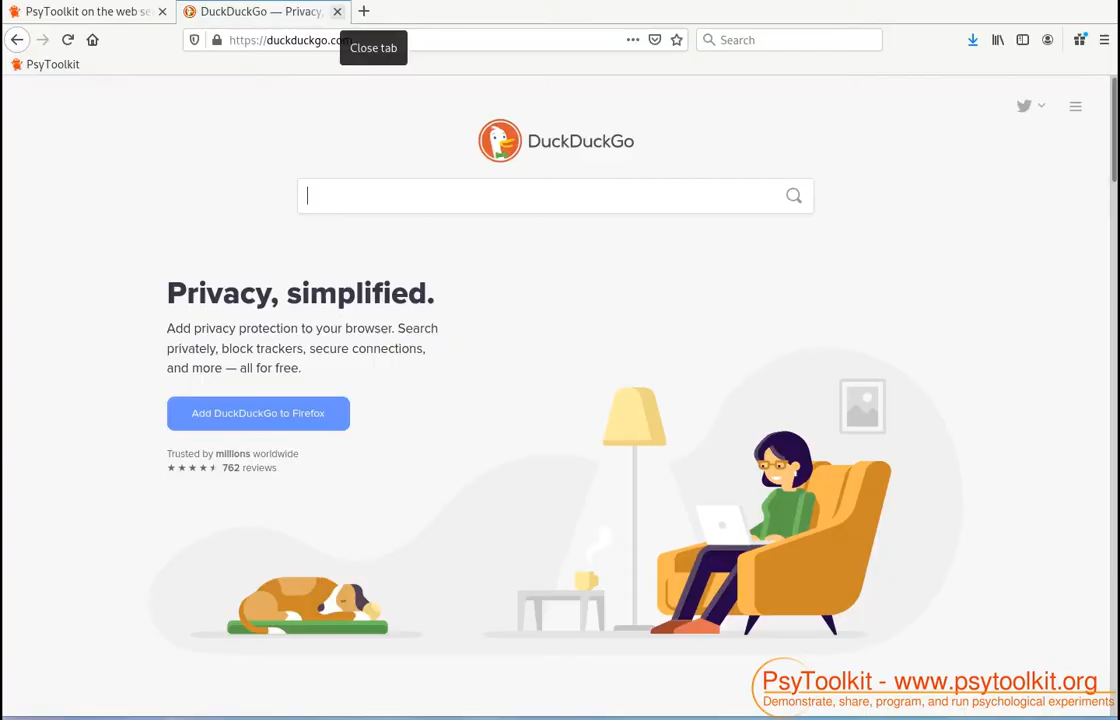 PsyToolkit on the web se
DuckDuckGo — Privacy,
https://duckduckgo.co
Close tab
Search
PsyToolkit
DuckDuckGo
Privacy, simplified.
Add privacy protection to your browser. Search
privately, block trackers, secure connections,
and more — all for free.
Add DuckDuckGo to Firefox
Trusted by millions worldwide
762 reviews
PsyToolkit - www.psytoolkit.org
Demonstrate, share, program, and run psychological experiments